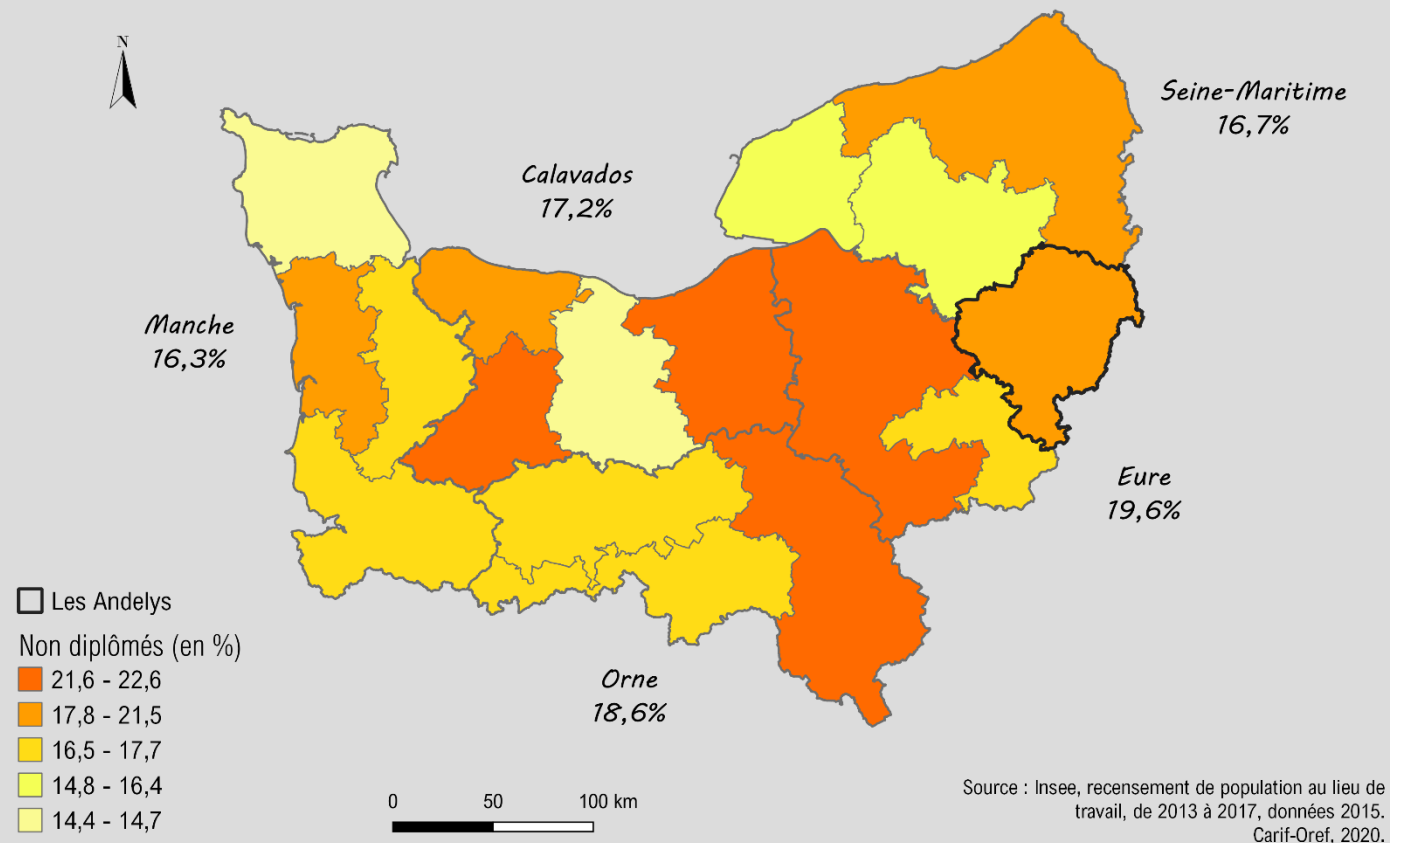 N
Seine-Maritime
16,7%
Calavados
17,2%
Manche
16,3%
Eure
19,6%
Les Andelys
Non diplômés (en %)
21,6 - 22,6
17,8 - 21,5
16,5 - 17,7
14,8 - 16,4
14,4 - 14,7
Orne
18,6%
0 50 100 km
Source : Insee, recensement de population au lieu de
travail, de 2013 à 2017, données 2015.
Carif-Oref, 2020.